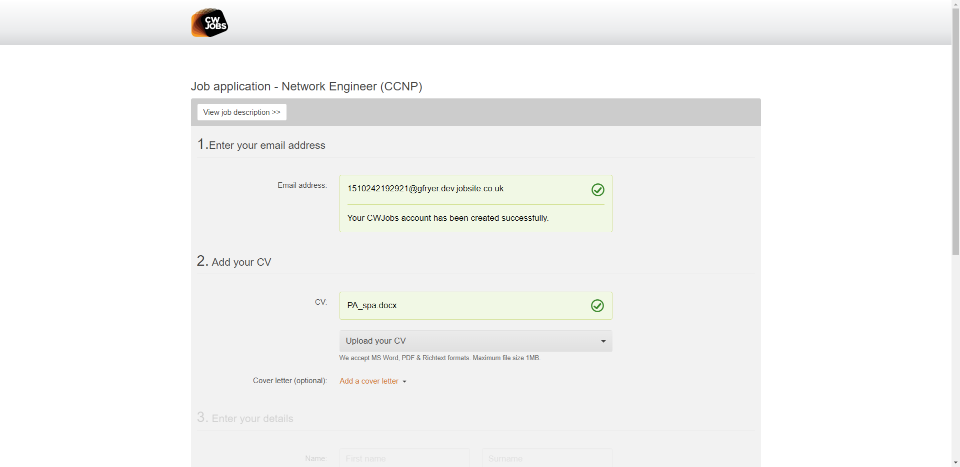 CW
JOBS
Job application - Network Engineer (CCNP)
View job description >>
1.Enter your email address
Email address:
1510242192921@gfryer.dev.jobsite.co.uk
Your CWJobs account has been created successfully.
2. Add your CV
CV:
PA_spa.docx
Upload your CV
We accept MS Word, PDF & Richtext formats. Maximum file size 1MB.
Cover letter (optional): Add a cover letter
3. Enter your details
Name: First name Surname